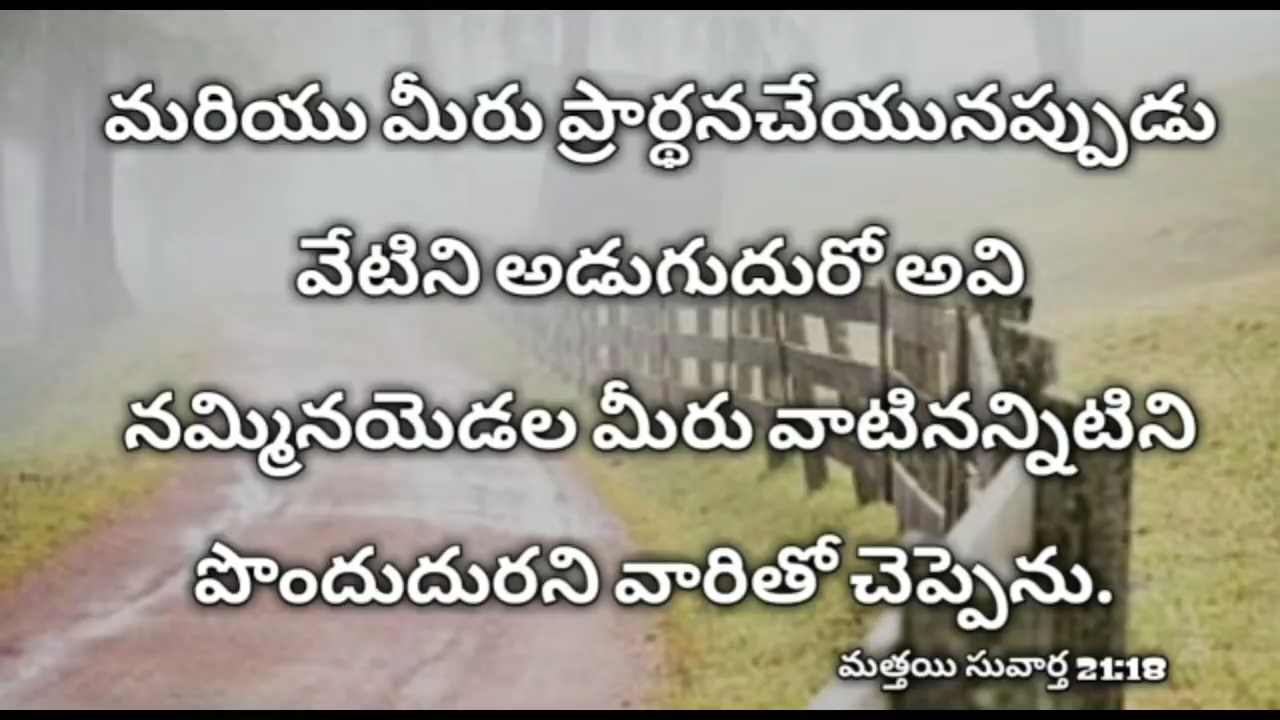 మరియు మీరు ప్రార్థనచేయునప్పుడు
వేటిని అడుగుదురో అవి
నమ్మినయెడల మీరు వాటినన్నిటిని
పొందుదురని వారితో చెప్పెను.
మత్తయి సువార్త 21:18